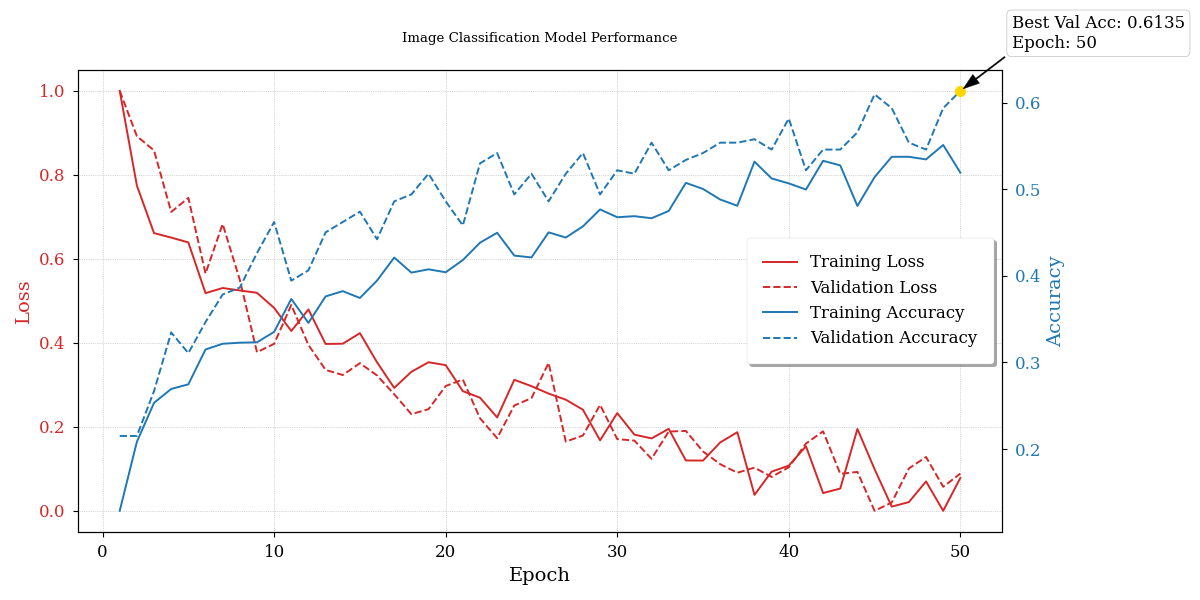 Best Val Acc: 0.6135
Epoch: 50
Image Classification Model Performance
1.0
0.8
0.6
0.4
0.2
0.0
Loss
0.6
0.5
0.4
0.3
0.2
Accuracy
Training Loss
Validation Loss
Training Accuracy
Validation Accuracy
0 10 20 30 40 50
Epoch